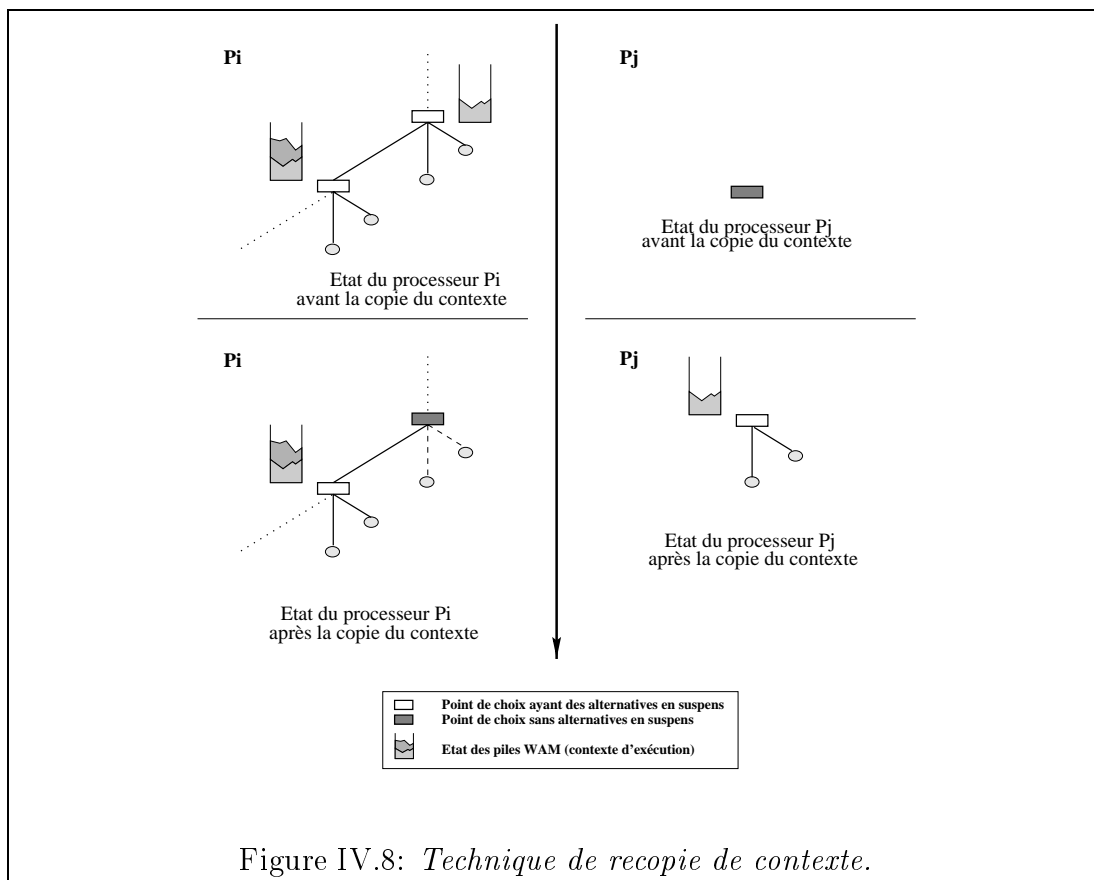 Pi
Pj
Etat du processeur Pi
avant la copie du contexte
Etat du processeur Pj
avant la copie du contexte
Pi
Pj
Etat du processeur Pi
après la copie du contexte
Etat du processeur Pj
après la copie du contexte
Point de choix ayant des alternatives en suspens
Point de choix sans alternatives en suspens
Etat des piles WAM (contexte d'exécution)
Figure IV.8: Technique de recopie de contexte.